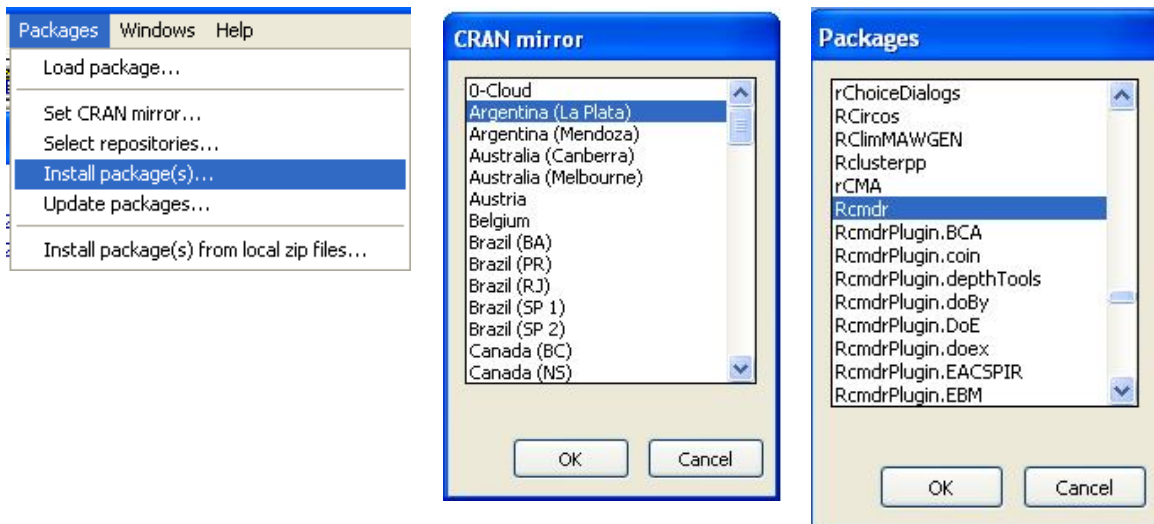 Packages Windows Help
Load package...
Set CRAN mirror...
Select repositories...
Install package(s)...
Update packages...
Install package(s) from local zip files...
CRAN mirror
0-Cloud
Argentina (La Plata)
Argentina (Mendoza)
Australia (Canberra)
Australia (Melbourne)
Austria
Belgium
Brazil (BA)
Brazil (PR)
Brazil (RJ)
Brazil (SP 1)
Brazil (SP 2)
Canada (BC)
Canada (NS)
OK Cancel
Packages
rChoiceDialogs
RCircos
RClimMAWGEN
Rclusterpp
rCMA
Rcmdr
RcmdrPlugin.BCA
RcmdrPlugin.coin
RcmdrPlugin.depthTools
RcmdrPlugin.doBy
RcmdrPlugin.DoE
RcmdrPlugin.doex
RcmdrPlugin.EACSPIR
RcmdrPlugin.EBM
OK Cancel